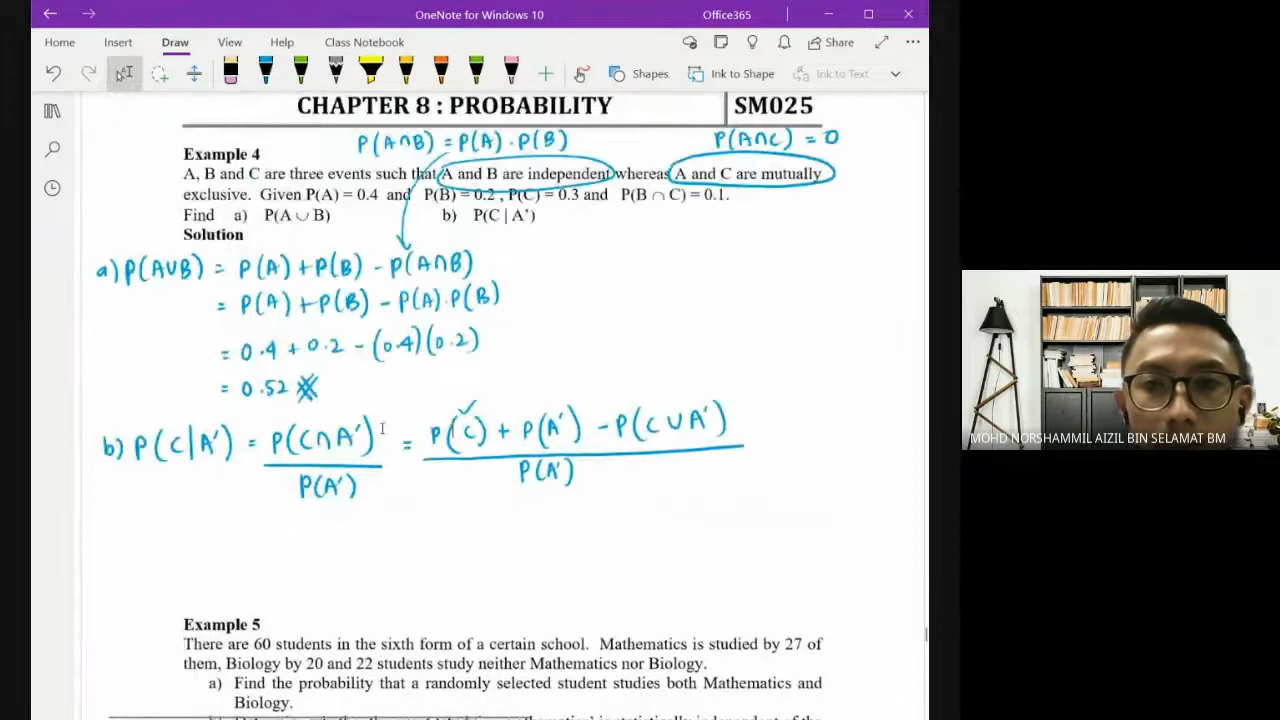 OneNote for Windows 10
Office365
Home Insert Draw View Help Class Notebook
Share
Shapes Ink to Shape Ink to Text
CHAPTER 8 : PROBABILITY SM025
P(A∩B) = P(A) . P(B) P(A∩C) = 0
Example 4
A, B and C are three events such that A and B are independent whereas A and C are mutually
exclusive. Given P(A) = 0.4 and P(B) = 0.2 , P(C) = 0.3 and P(B ∩ C) = 0.1.
Find a) P(A ∪ B) b) P(C | A’)
Solution
a) P(A∪B) = P(A) + P(B) - P(A∩B)
= P(A) + P(B) - P(A).P(B)
= 0.4 + 0.2 - (0.4)(0.2)
= 0.52
b) P(C|A') = P(C∩A') = P(C) + P(A') - P(C∪A')
P(A') P(A')
Example 5
There are 60 students in the sixth form of a certain school. Mathematics is studied by 27 of
them, Biology by 20 and 22 students study neither Mathematics nor Biology.
a) Find the probability that a randomly selected student studies both Mathematics and
Biology.
MOHD NORSHAMMIL AIZIL BIN SELAMAT BM